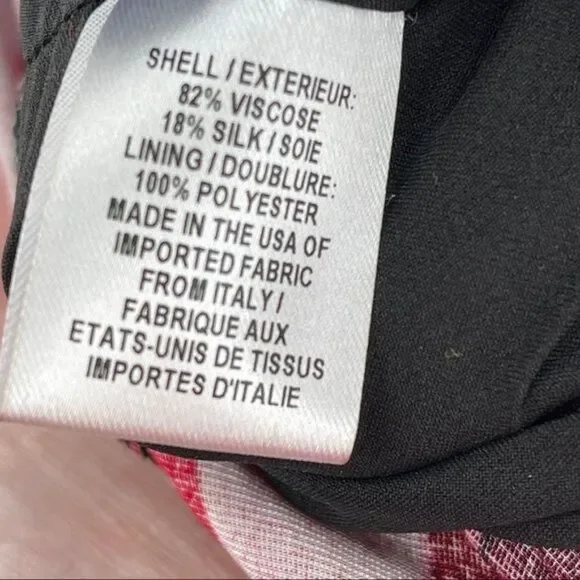 SHELL / EXTERIEUR:
82% VISCOSE
18% SILK / SOIE
LINING / DOUBLURE:
100% POLYESTER
MADE IN THE USA OF
IMPORTED FABRIC
FROM ITALY /
FABRIQUE AUX
ETATS-UNIS DE TISSUS
IMPORTES D'ITALIE